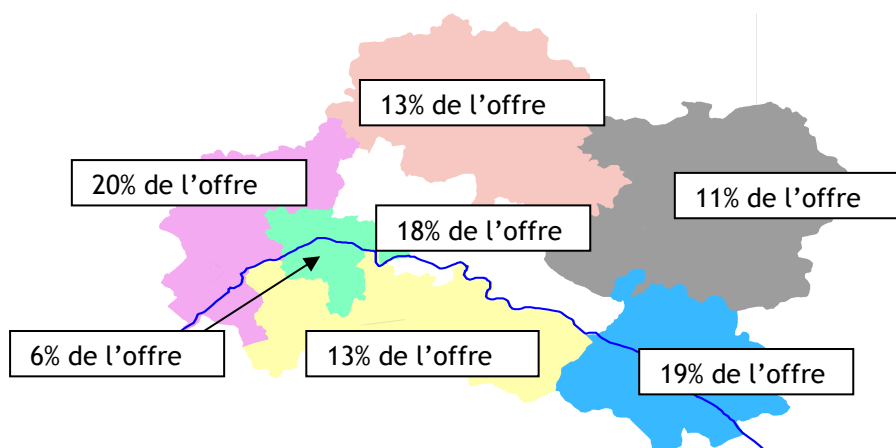 13% de l’offre
20% de l’offre
11% de l’offre
18% de l’offre
6% de l’offre
13% de l’offre
19% de l’offre